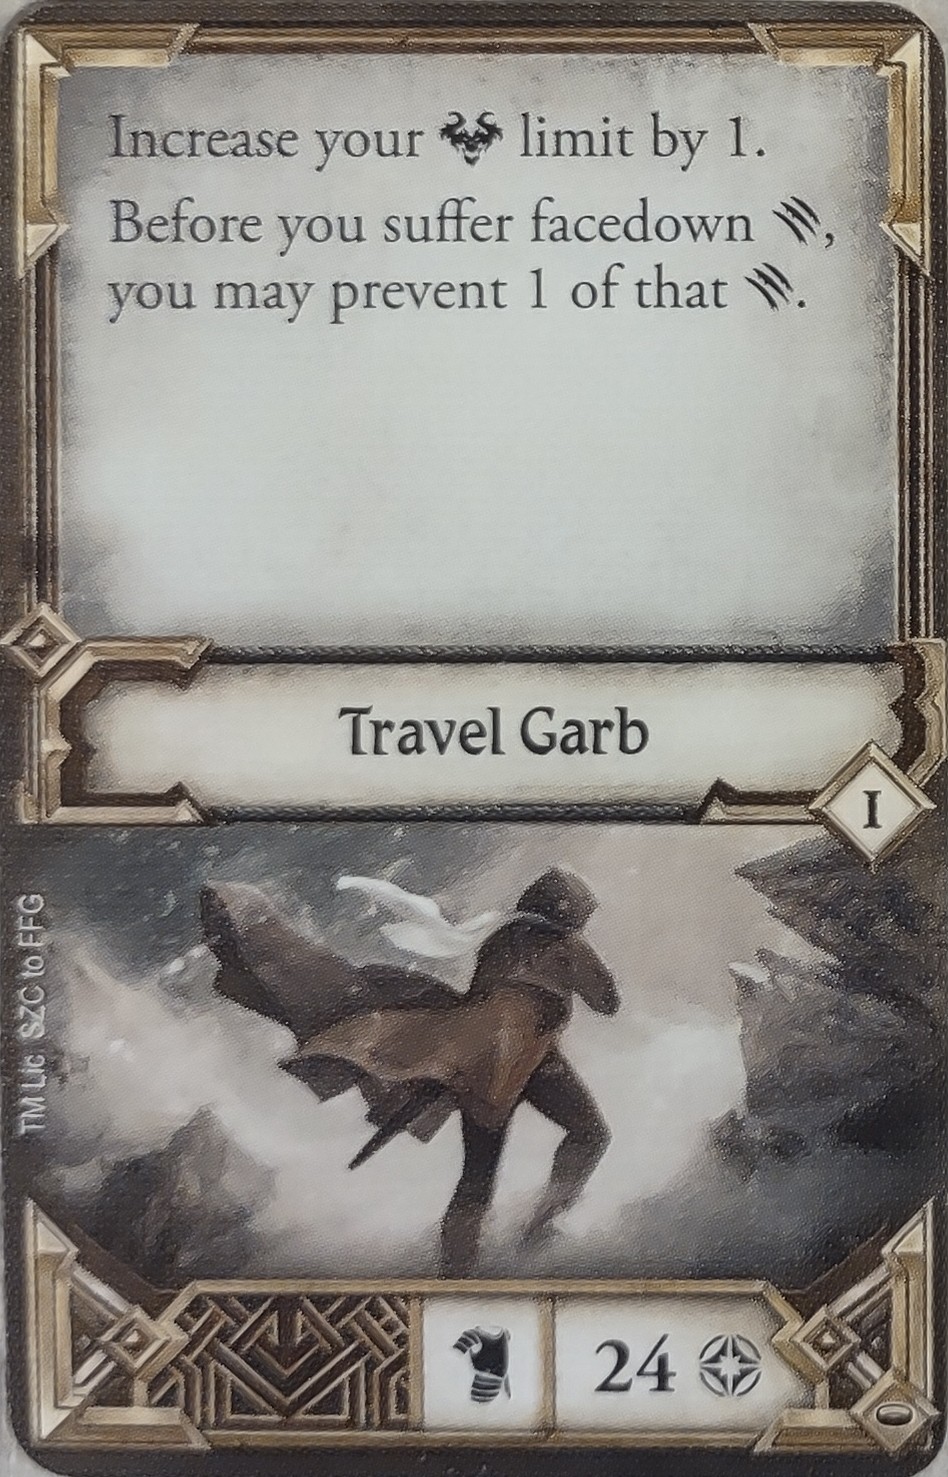 Increase your limit by 1.
Before you suffer facedown ,
you may prevent 1 of that .
Travel Garb
I
TM Lic SZC to FFG
24